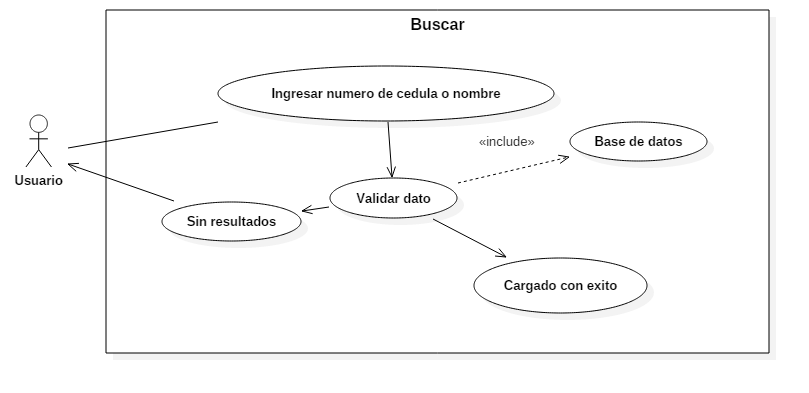 Buscar
Ingresar numero de cedula o nombre
«include»
Base de datos
Usuario
Validar dato
Sin resultados
Cargado con exito